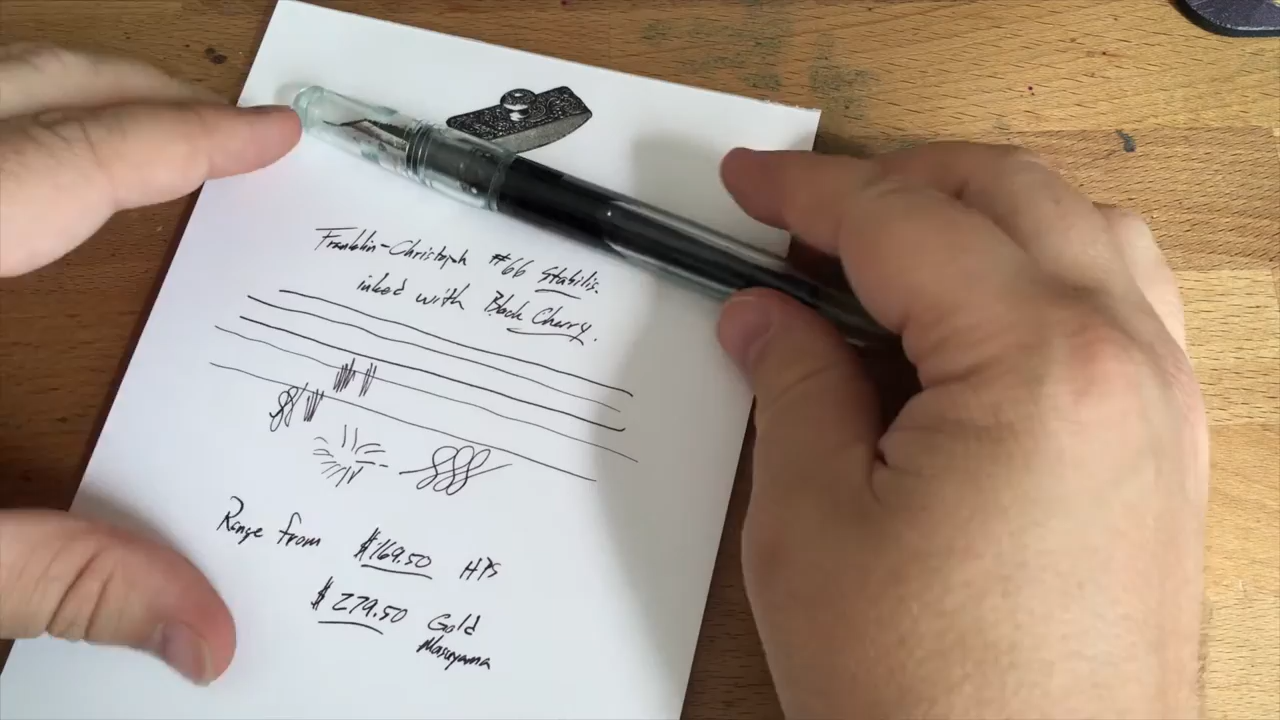 Franklin-Christoph #66 Stabilis.
inked with Black Cherry.
Range from $169.50 HPS
$279.50 Gold
Masuyama